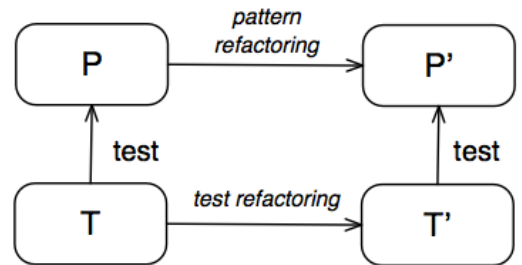 pattern
refactoring
P
P’
test
test
test refactoring
T
T’